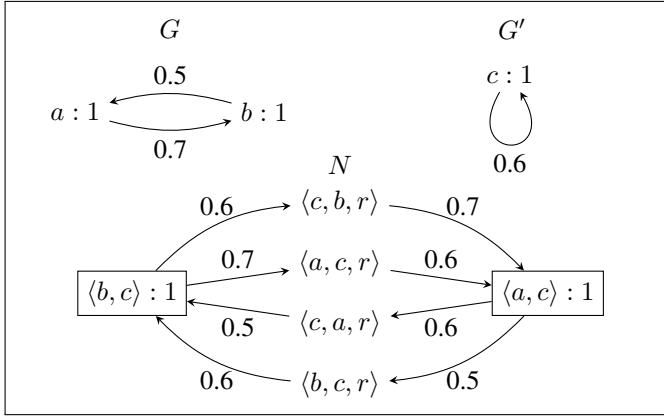 G G′
c : 1
0.5
a : 1 b : 1
0.7
0.6
N
⟨c, b, r⟩
0.6 0.7
⟨a, c, r⟩
0.7 0.6
⟨b, c⟩ : 1 ⟨a, c⟩ : 1
⟨c, a, r⟩
0.5 0.6
⟨b, c, r⟩
0.6 0.5